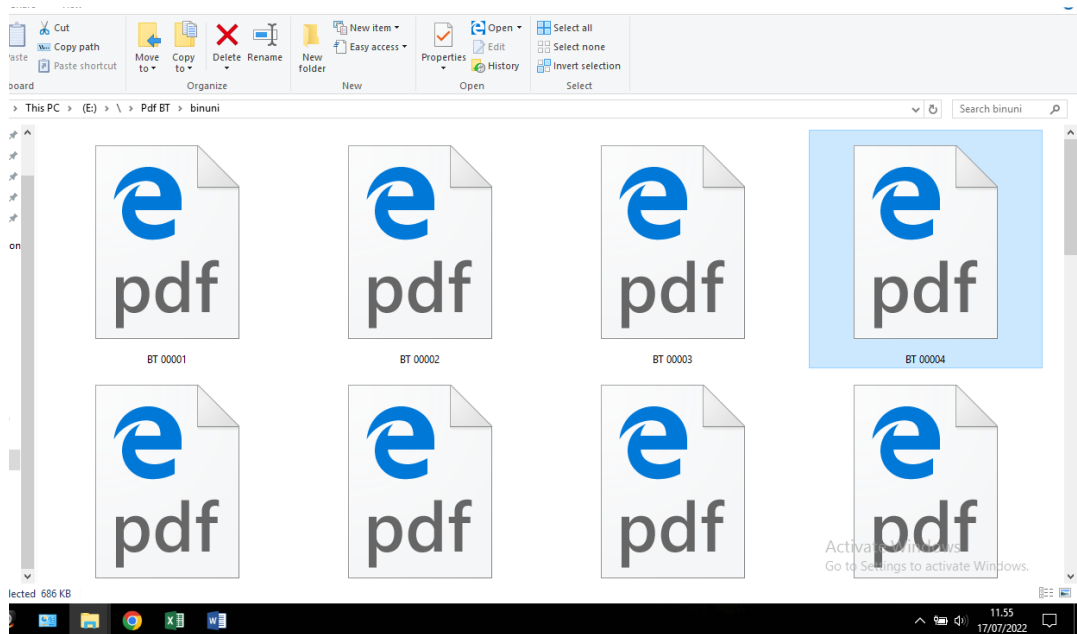 Cut
Copy path
Paste shortcut
Move to
Copy to
Delete
Rename
Organize
New folder
New item
Easy access
New
Properties
Open
Edit
History
Open
Select all
Select none
Invert selection
Select
This PC > (E:) > \ > Pdf BT > binuni
Search binuni
pdf
pdf
pdf
pdf
BT 00001
BT 00002
BT 00003
BT 00004
pdf
pdf
pdf
pdf
Activate Windows
Go to Settings to activate Windows.
686 KB
11.55
17/07/2022